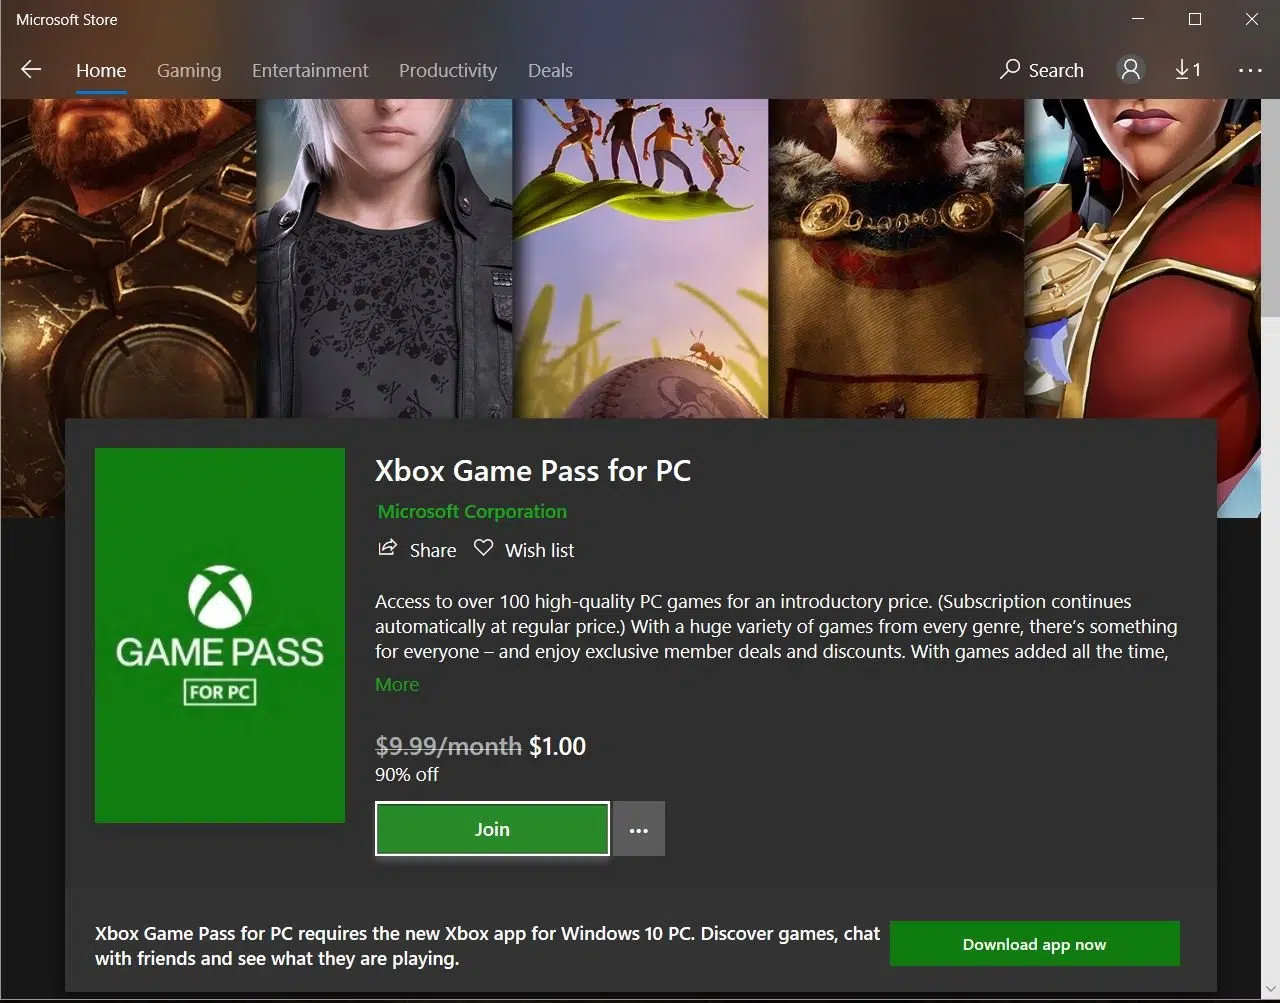 Microsoft Store
Home Gaming Entertainment Productivity Deals Search 1
Xbox Game Pass for PC
Microsoft Corporation
Share Wish list
Access to over 100 high-quality PC games for an introductory price. (Subscription continues
automatically at regular price.) With a huge variety of games from every genre, there’s something
for everyone – and enjoy exclusive member deals and discounts. With games added all the time,
More
GAME PASS
FOR PC
$9.99/month $1.00
90% off
Join
Xbox Game Pass for PC requires the new Xbox app for Windows 10 PC. Discover games, chat
with friends and see what they are playing.
Download app now